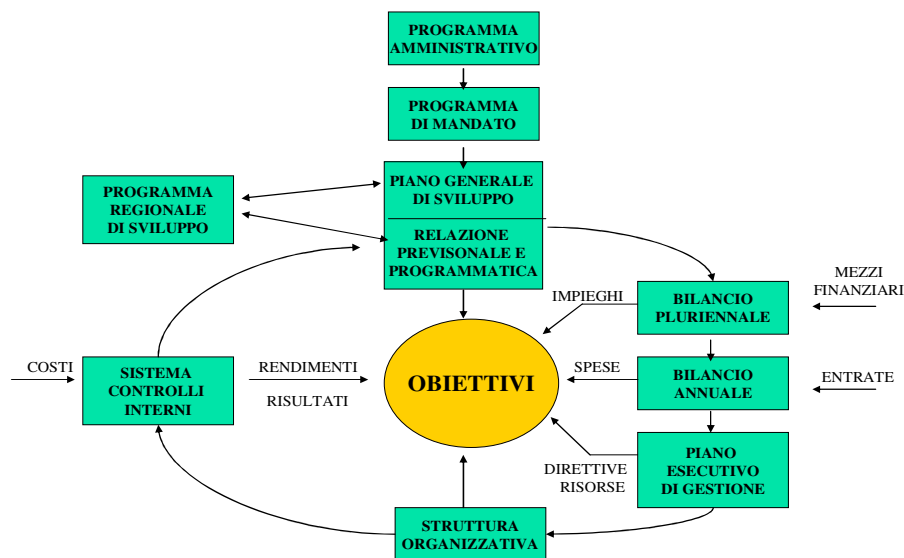 PROGRAMMA
AMMINISTRATIVO
PROGRAMMA
DI MANDATO
PIANO GENERALE
DI SVILUPPO
PROGRAMMA
REGIONALE
DI SVILUPPO
RELAZIONE
PREVISONALE E
PROGRAMMATICA
MEZZI
FINANZIARI
IMPIEGHI
BILANCIO
PLURIENNALE
COSTI
SISTEMA
CONTROLLI
INTERNI
RENDIMENTI
RISULTATI
OBIETTIVI
SPESE
BILANCIO
ANNUALE
ENTRATE
DIRETTIVE
RISORSE
PIANO
ESECUTIVO
DI GESTIONE
STRUTTURA
ORGANIZZATIVA